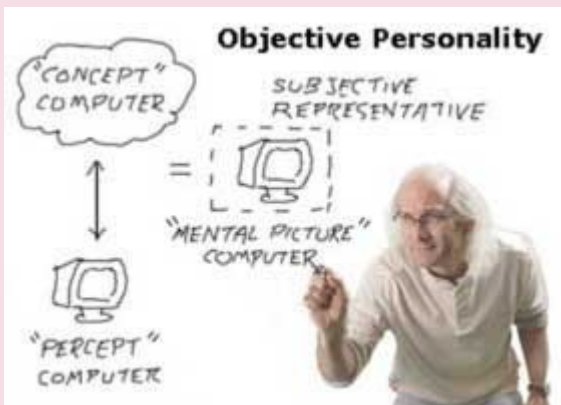 Objective Personality
"CONCEPT"
COMPUTER
SUBJECTIVE
REPRESENTATIVE
=
"MENTAL PICTURE"
COMPUTER
"PERCEPT"
COMPUTER